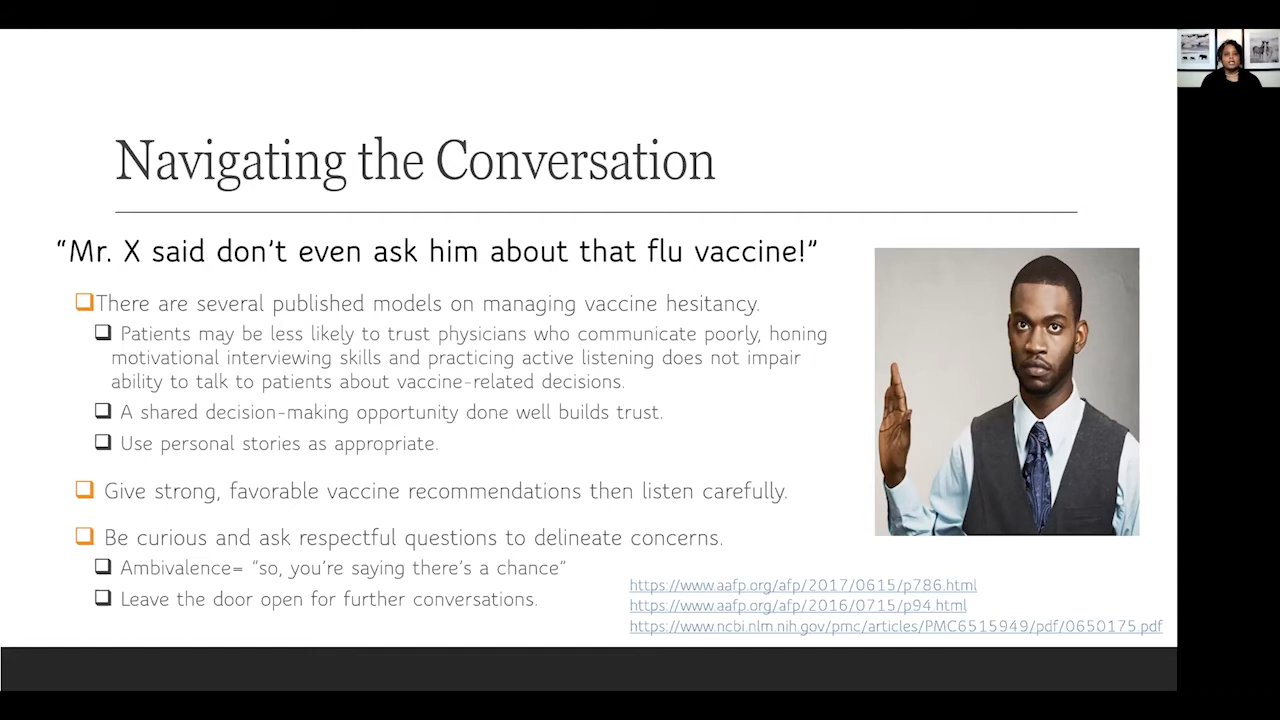 Navigating the Conversation
“Mr. X said don’t even ask him about that flu vaccine!”
There are several published models on managing vaccine hesitancy.
Patients may be less likely to trust physicians who communicate poorly, honing
motivational interviewing skills and practicing active listening does not impair
ability to talk to patients about vaccine-related decisions.
A shared decision-making opportunity done well builds trust.
Use personal stories as appropriate.
Give strong, favorable vaccine recommendations then listen carefully.
Be curious and ask respectful questions to delineate concerns.
Ambivalence= “so, you’re saying there’s a chance”
Leave the door open for further conversations.
https://www.aafp.org/afp/2017/0615/p786.html
https://www.aafp.org/afp/2016/0715/p94.html
https://www.ncbi.nlm.nih.gov/pmc/articles/PMC6515949/pdf/0650175.pdf